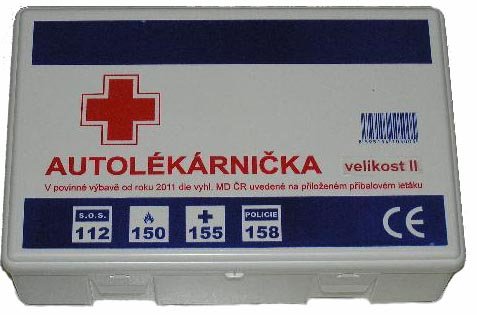 AUTOLÉKÁRNIČKA velikost II
V povinné výbavě od roku 2011 dle vyhl. MD ČR uvedené na přiloženém příbalovém letáku
S.O.S. POLICIE
112 150 155 158 CE